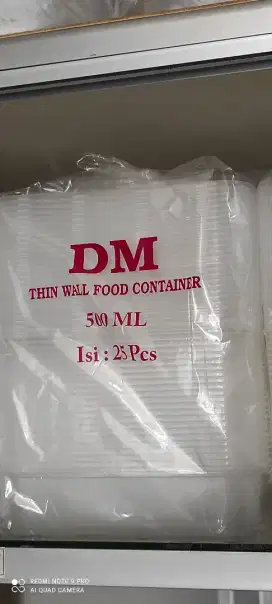 DM
THIN WALL FOOD CONTAINER
500 ML
Isi : 25 Pcs
REDMI NOTE 9 PRO
AI QUAD CAMERA